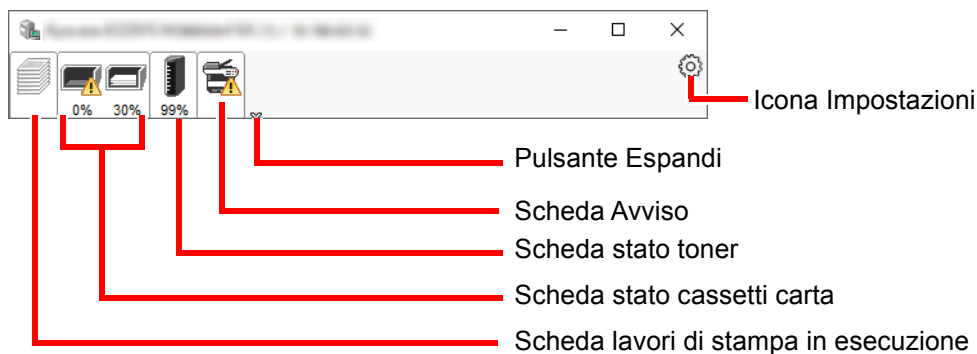 0%
30%
99%
Icona Impostazioni
Pulsante Espandi
Scheda Avviso
Scheda stato toner
Scheda stato cassetti carta
Scheda lavori di stampa in esecuzione